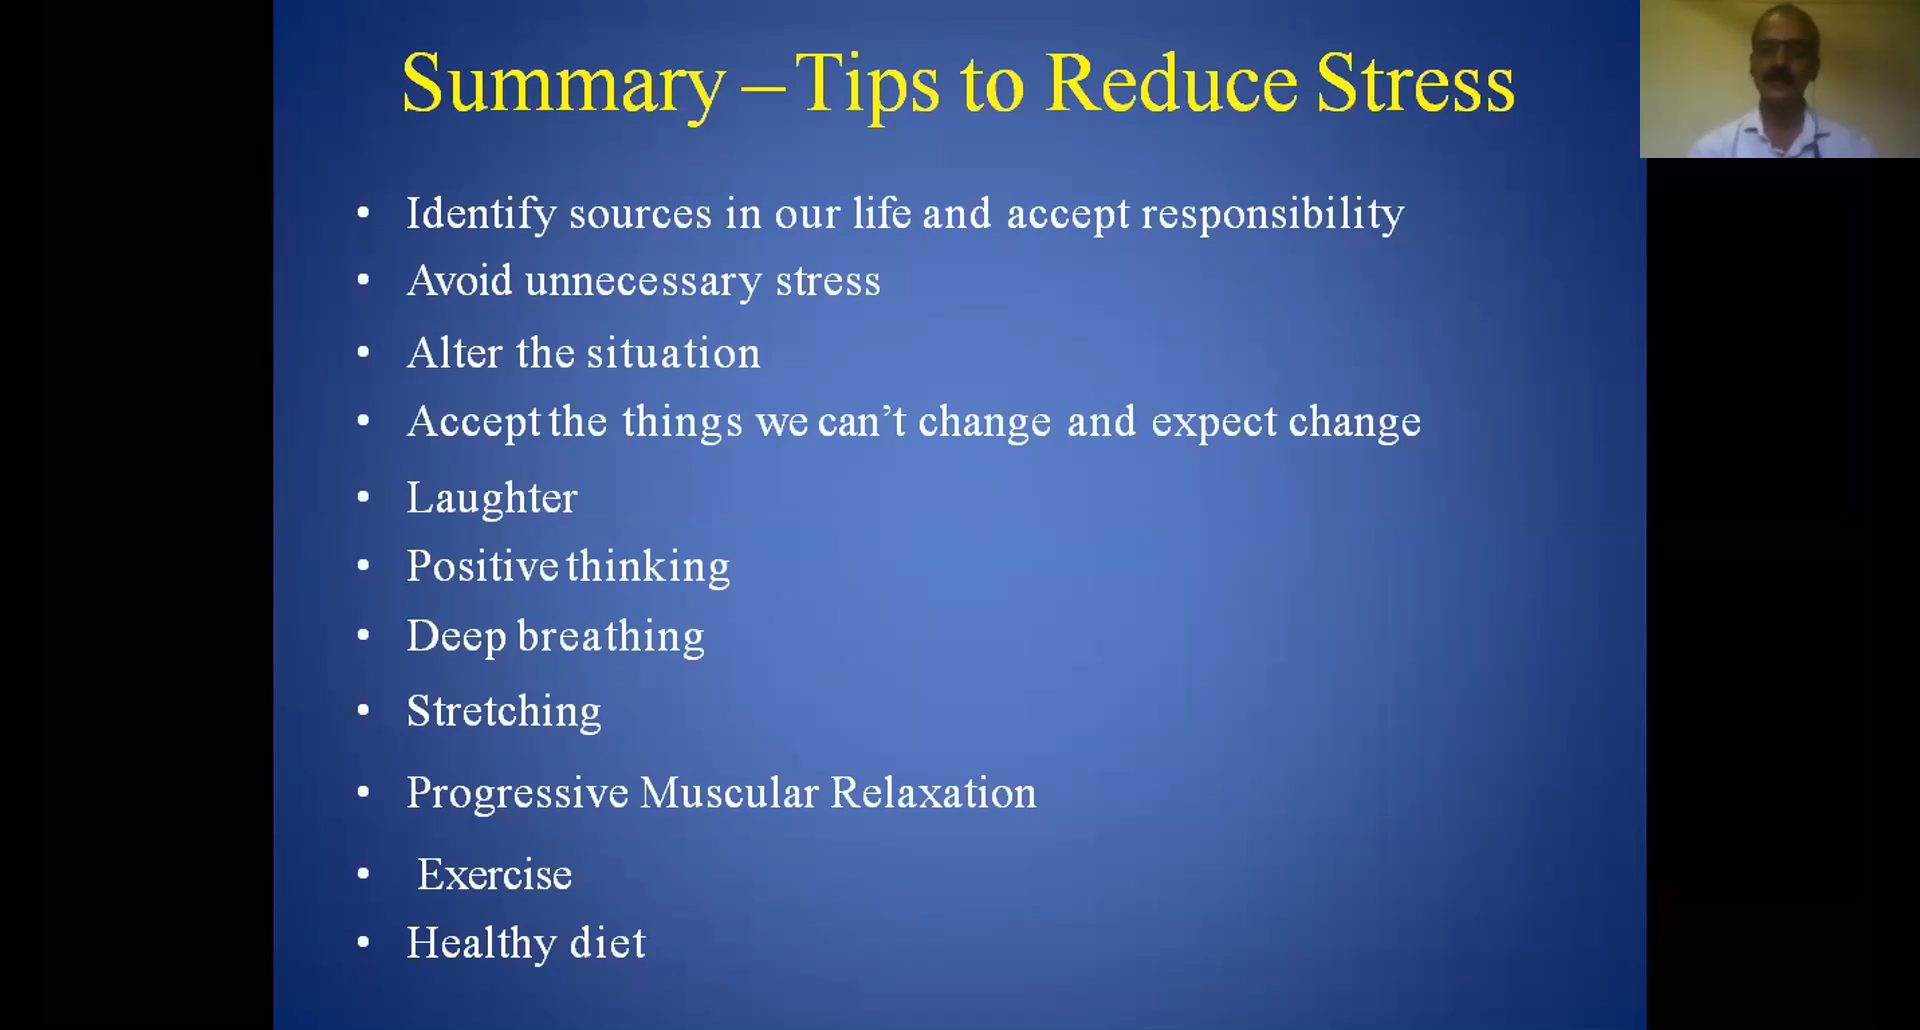 Summary – Tips to Reduce Stress
• Identify sources in our life and accept responsibility
• Avoid unnecessary stress
• Alter the situation
• Accept the things we can’t change and expect change
• Laughter
• Positive thinking
• Deep breathing
• Stretching
• Progressive Muscular Relaxation
• Exercise
• Healthy diet